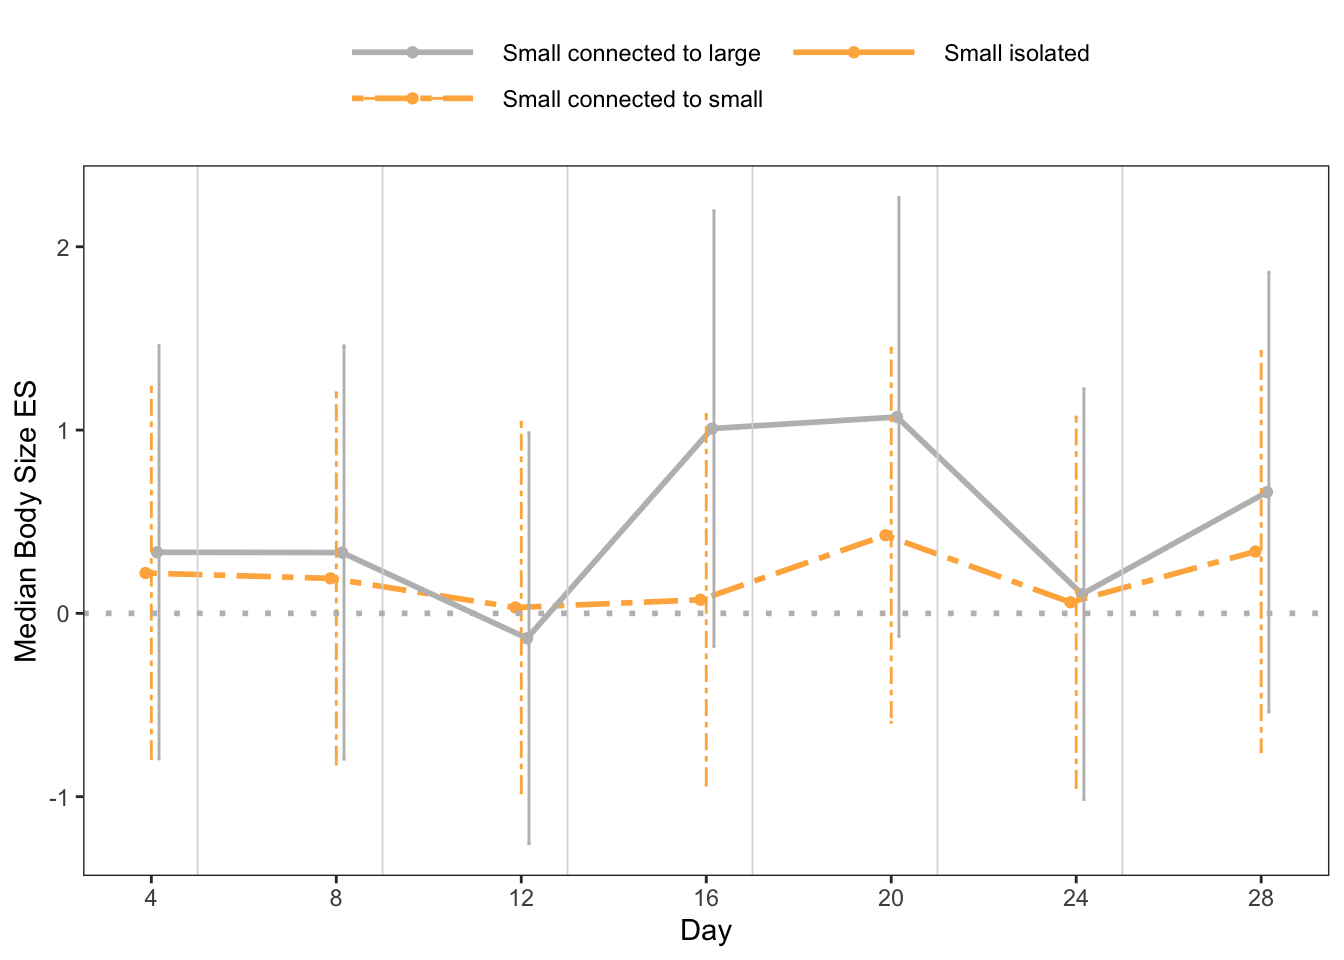 Small connected to large
Small isolated
Small connected to small
Median Body Size ES
2
1
0
-1
4 8 12 16 20 24 28
Day